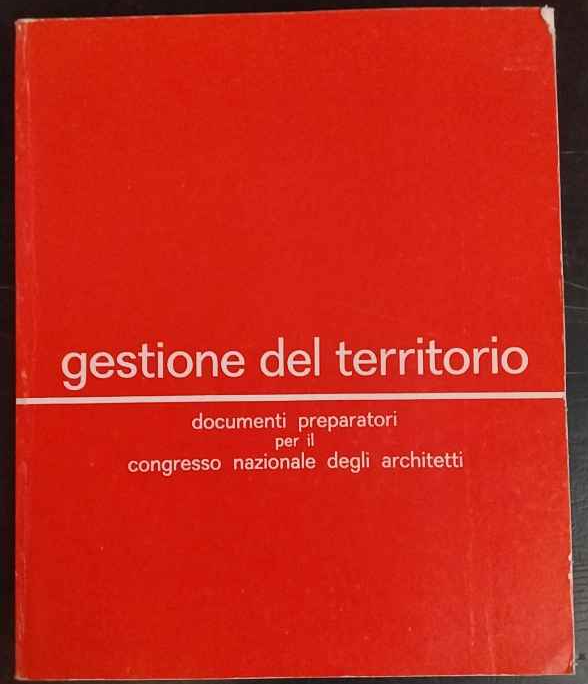 gestione del territorio
documenti preparatori
per il
congresso nazionale degli architetti